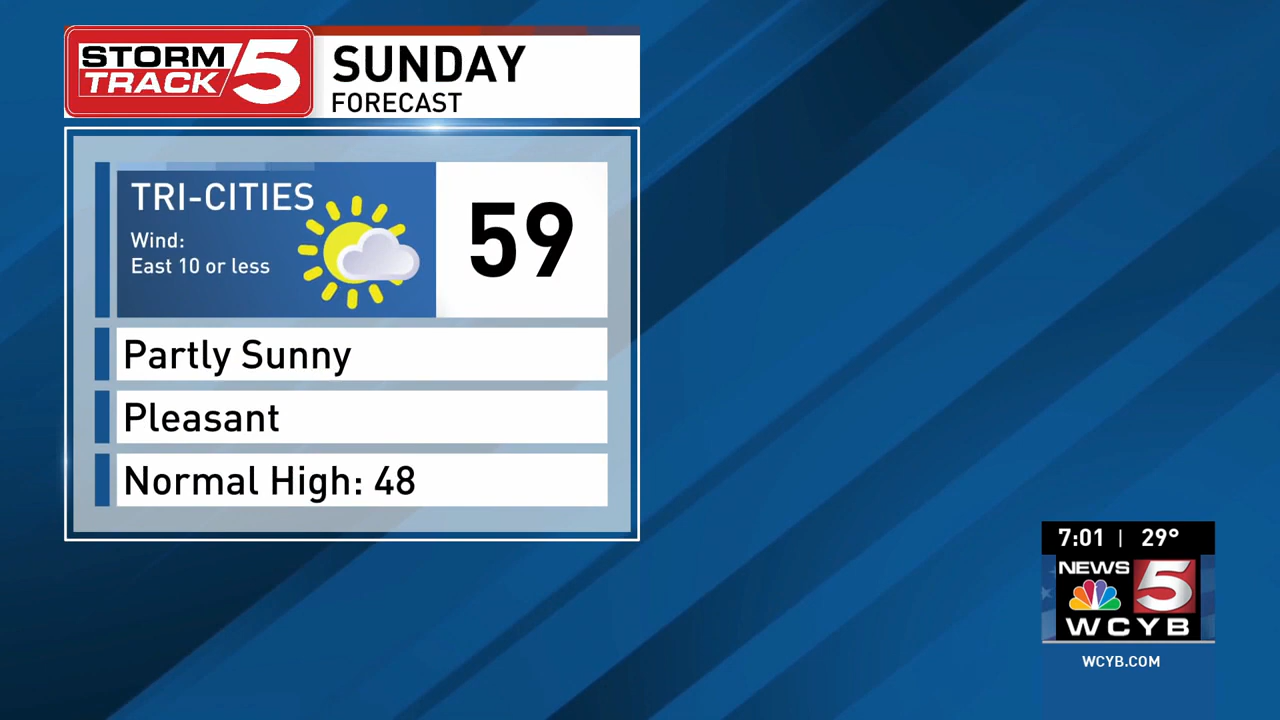 STORM
TRACK 5
SUNDAY
FORECAST
TRI-CITIES
Wind:
East 10 or less
59
Partly Sunny
Pleasant
Normal High: 48
7:01 | 29°
NEWS 5
WCYB
WCYB.COM